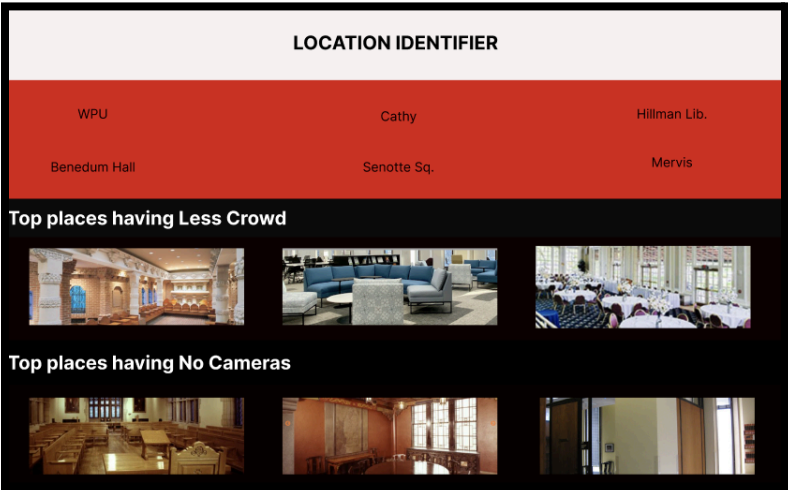 LOCATION IDENTIFIER
WPU Cathy Hillman Lib.
Benedum Hall Senotte Sq. Mervis
Top places having Less Crowd
Top places having No Cameras